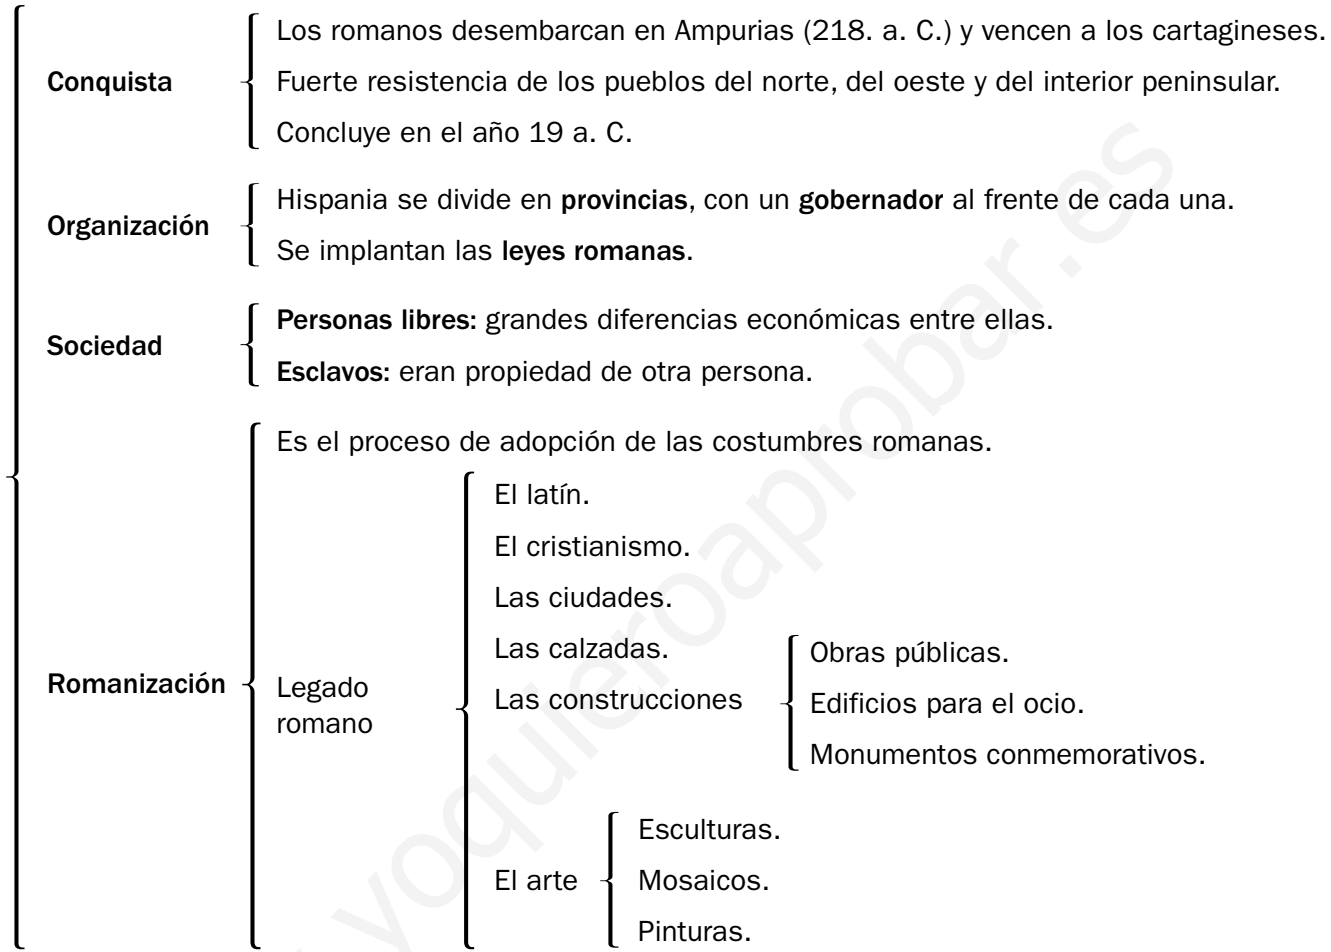 Conquista
Los romanos desembarcan en Ampurias (218. a. C.) y vencen a los cartagineses.
Fuerte resistencia de los pueblos del norte, del oeste y del interior peninsular.
Concluye en el año 19 a. C.
Organización
Hispania se divide en provincias, con un gobernador al frente de cada una.
Se implantan las leyes romanas.
Sociedad
Personas libres: grandes diferencias económicas entre ellas.
Esclavos: eran propiedad de otra persona.
Romanización
Es el proceso de adopción de las costumbres romanas.
Legado
romano
El latín.
El cristianismo.
Las ciudades.
Las calzadas.
Las construcciones
Obras públicas.
Edificios para el ocio.
Monumentos conmemorativos.
El arte
Esculturas.
Mosaicos.
Pinturas.
yoquieroaprobar.es